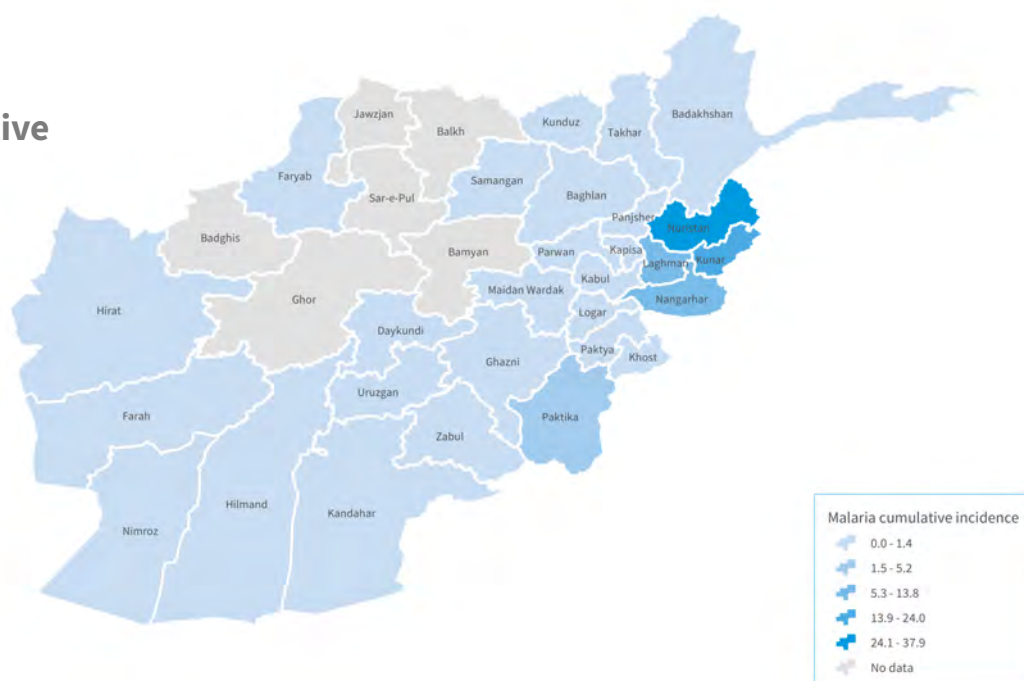 ive
Jawzjan
Balkh
Kunduz
Takhar
Badakhshan
Faryab
Sar-e-Pul
Samangan
Baghlan
Panjsher
Nuristan
Badghis
Bamyan
Parwan
Kapisa
Laghman
Kunar
Kabul
Hirat
Ghor
Maidan Wardak
Nangarhar
Logar
Daykundi
Ghazni
Paktya
Khost
Uruzgan
Farah
Paktika
Zabul
Hilmand
Kandahar
Nimroz
Malaria cumulative incidence
0.0 - 1.4
1.5 - 5.2
5.3 - 13.8
13.9 - 24.0
24.1 - 37.9
No data